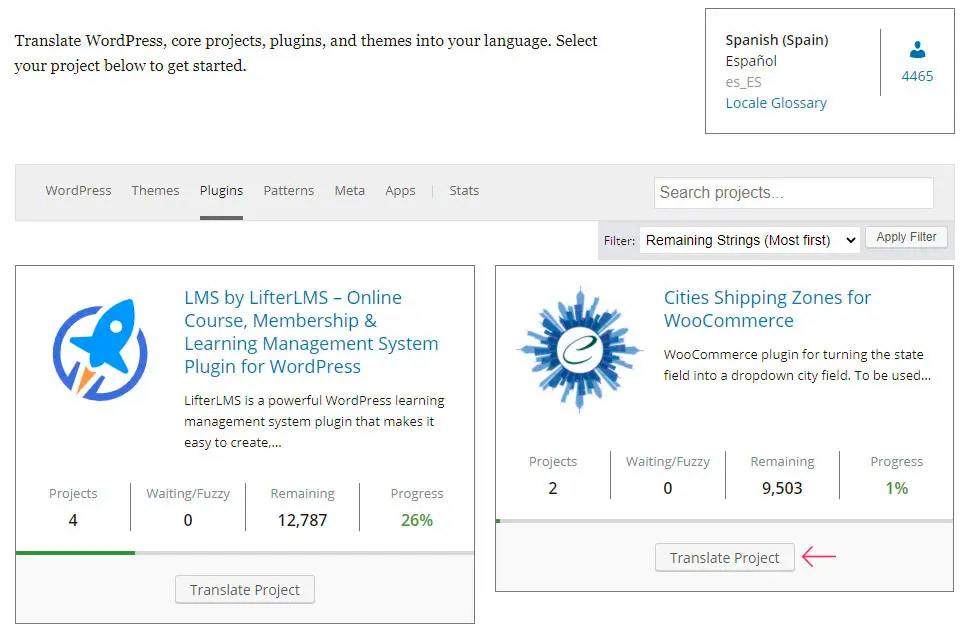 Translate WordPress, core projects, plugins, and themes into your language. Select
your project below to get started.
Spanish (Spain)
Español
es_ES
Locale Glossary
4465
WordPress Themes Plugins Patterns Meta Apps | Stats
Search projects...
Filter: Remaining Strings (Most first) Apply Filter
LMS by LifterLMS – Online
Course, Membership &
Learning Management System
Plugin for WordPress
LifterLMS is a powerful WordPress learning
management system plugin that makes it
easy to create,...
Projects Waiting/Fuzzy Remaining Progress
4 0 12,787 26%
Translate Project
Cities Shipping Zones for
WooCommerce
WooCommerce plugin for turning the state
field into a dropdown city field. To be used...
Projects Waiting/Fuzzy Remaining Progress
2 0 9,503 1%
Translate Project